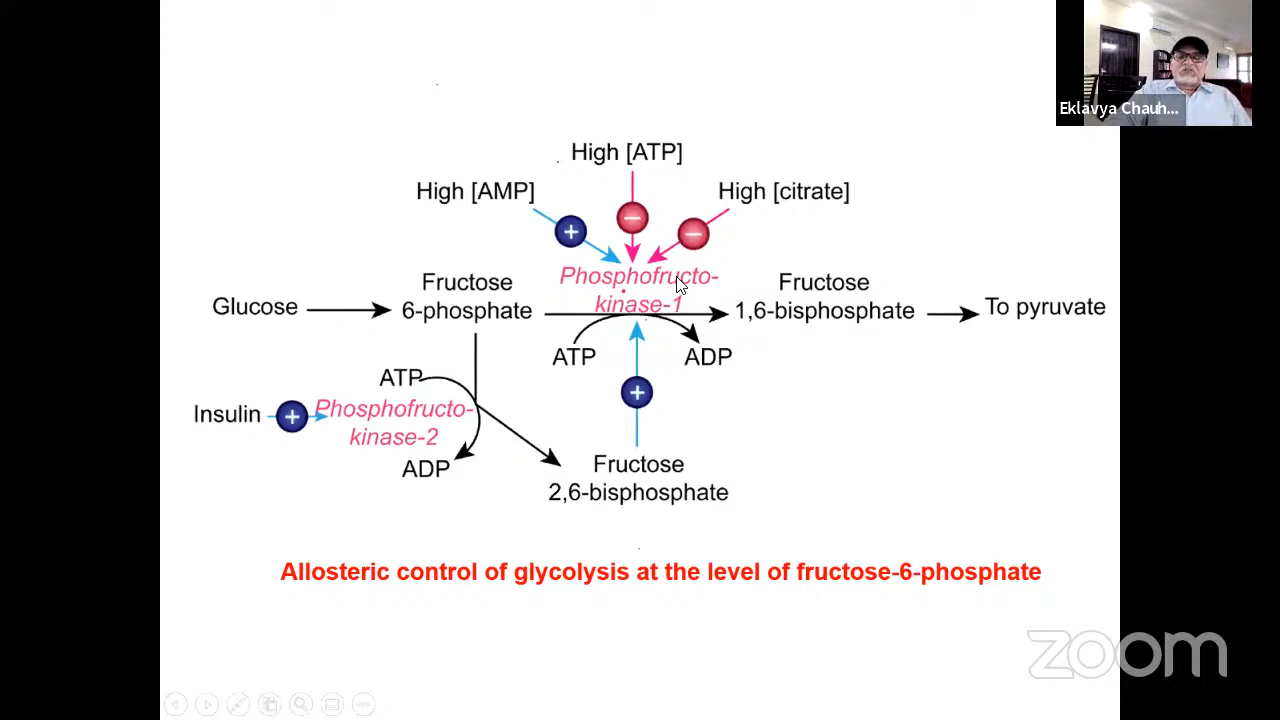 Eklavya Chauh...
High [ATP]
High [AMP]
High [citrate]
Phosphofructo-
kinase-1
Glucose
Fructose
6-phosphate
Fructose
1,6-bisphosphate
To pyruvate
ATP
ADP
ATP
Insulin
Phosphofructo-
kinase-2
ADP
Fructose
2,6-bisphosphate
Allosteric control of glycolysis at the level of fructose-6-phosphate
zoom